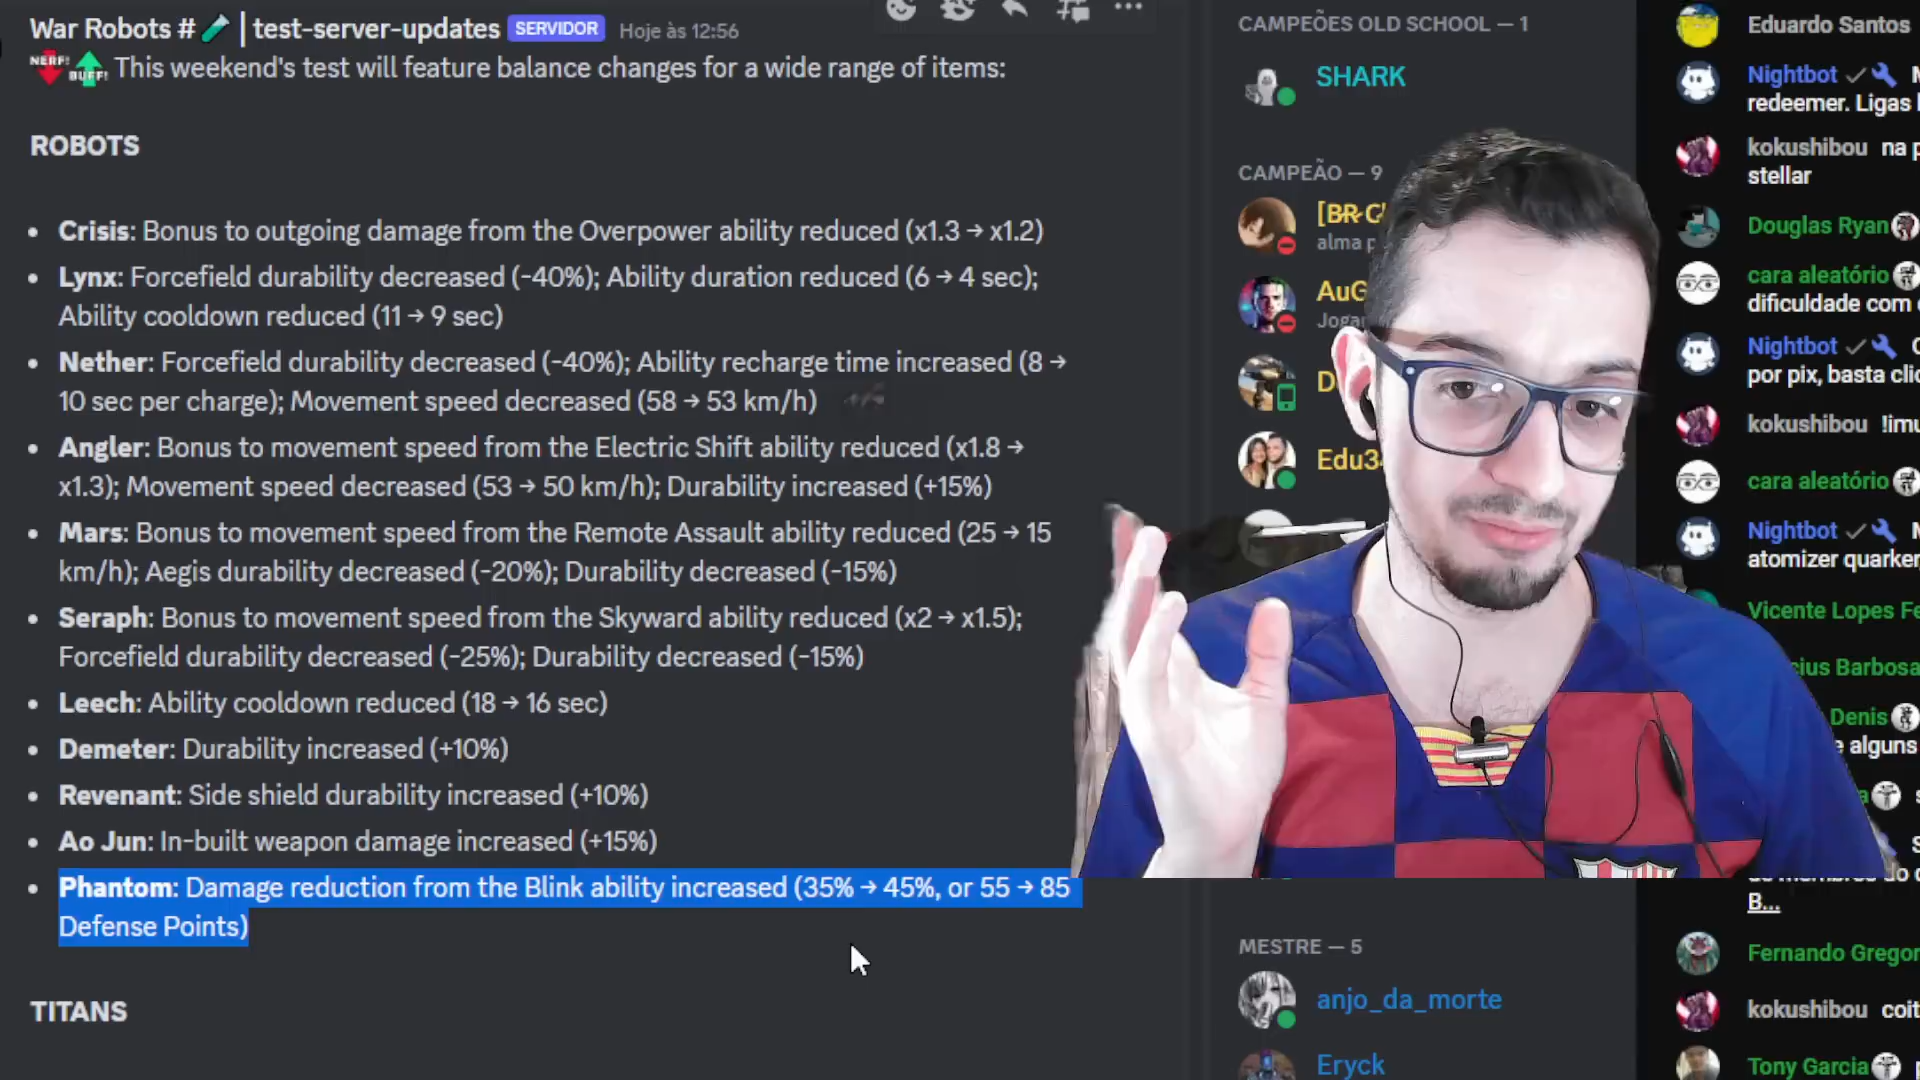 War Robots # | test-server-updates SERVIDOR Hoje às 12:56
NERF! BUFF! This weekend's test will feature balance changes for a wide range of items:
ROBOTS
• Crisis: Bonus to outgoing damage from the Overpower ability reduced (x1.3 → x1.2)
• Lynx: Forcefield durability decreased (-40%); Ability duration reduced (6 → 4 sec);
Ability cooldown reduced (11 → 9 sec)
• Nether: Forcefield durability decreased (-40%); Ability recharge time increased (8 →
10 sec per charge); Movement speed decreased (58 → 53 km/h)
• Angler: Bonus to movement speed from the Electric Shift ability reduced (x1.8 →
x1.3); Movement speed decreased (53 → 50 km/h); Durability increased (+15%)
• Mars: Bonus to movement speed from the Remote Assault ability reduced (25 → 15
km/h); Aegis durability decreased (-20%); Durability decreased (-15%)
• Seraph: Bonus to movement speed from the Skyward ability reduced (x2 → x1.5);
Forcefield durability decreased (-25%); Durability decreased (-15%)
• Leech: Ability cooldown reduced (18 → 16 sec)
• Demeter: Durability increased (+10%)
• Revenant: Side shield durability increased (+10%)
• Ao Jun: In-built weapon damage increased (+15%)
• Phantom: Damage reduction from the Blink ability increased (35% → 45%, or 55 → 85
Defense Points)
TITANS
CAMPEÕES OLD SCHOOL — 1
SHARK
CAMPEÃO — 9
[BR
alma
AuG
Joga
Edu3
MESTRE — 5
anjo_da_morte
Eryck
Eduardo Santos
Nightbot
redeemer. Ligas
kokushibou na
stellar
Douglas Ryan
cara aleatório
dificuldade com
Nightbot
por pix, basta
kokushibou
cara aleatório
Nightbot
atomizer
Vicente Lopes
Barbosa
Denis
e alguns
B...
Fernando
kokushibou
Tony Garcia